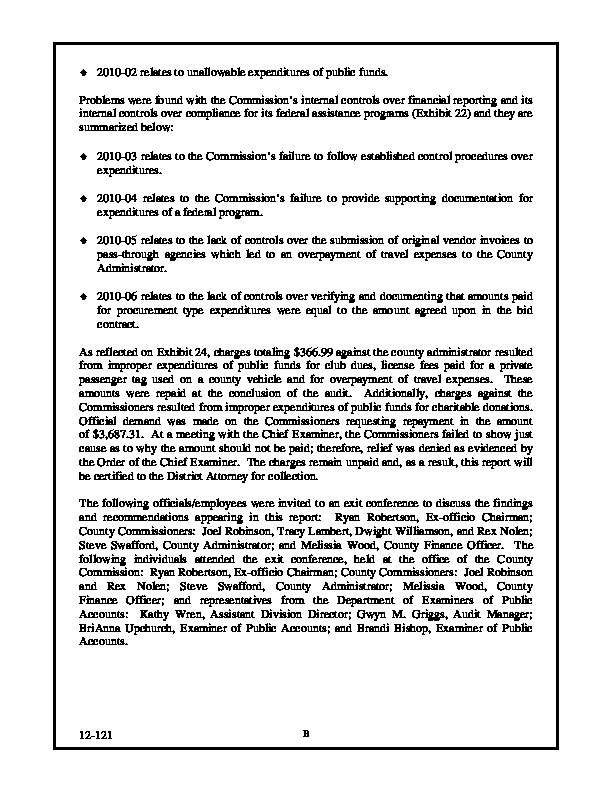 ♦ 2010-02 relates to unallowable expenditures of public funds.
Problems were found with the Commission's internal controls over financial reporting and its
internal controls over compliance for its federal assistance programs (Exhibit 22) and they are
summarized below:
♦ 2010-03 relates to the Commission's failure to follow established control procedures over
expenditures.
♦ 2010-04 relates to the Commission's failure to provide supporting documentation for
expenditures of a federal program.
♦ 2010-05 relates to the lack of controls over the submission of original vendor invoices to
pass-through agencies which led to an overpayment of travel expenses to the County
Administrator.
♦ 2010-06 relates to the lack of controls over verifying and documenting that amounts paid
for procurement type expenditures were equal to the amount agreed upon in the bid
contract.
As reflected on Exhibit 24, charges totaling $366.99 against the county administrator resulted
from improper expenditures of public funds for club dues, license fees paid for a private
passenger tag used on a county vehicle and for overpayment of travel expenses. These
amounts were repaid at the conclusion of the audit. Additionally, charges against the
Commissioners resulted from improper expenditures of public funds for charitable donations.
Official demand was made on the Commissioners requesting repayment in the amount
of $3,687.31. At a meeting with the Chief Examiner, the Commissioners failed to show just
cause as to why the amount should not be paid; therefore, relief was denied as evidenced by
the Order of the Chief Examiner. The charges remain unpaid and, as a result, this report will
be certified to the District Attorney for collection.
The following officials/employees were invited to an exit conference to discuss the findings
and recommendations appearing in this report: Ryan Robertson, Ex-officio Chairman;
County Commissioners: Joel Robinson, Tracy Lambert, Dwight Williamson, and Rex Nolen;
Steve Swafford, County Administrator; and Melissia Wood, County Finance Officer. The
following individuals attended the exit conference, held at the office of the County
Commission: Ryan Robertson, Ex-officio Chairman; County Commissioners: Joel Robinson
and Rex Nolen; Steve Swafford, County Administrator; Melissia Wood, County
Finance Officer; and representatives from the Department of Examiners of Public
Accounts: Kathy Wren, Assistant Division Director; Gwyn M. Griggs, Audit Manager;
BriAnna Upchurch, Examiner of Public Accounts; and Brandi Bishop, Examiner of Public
Accounts.
12-121
B